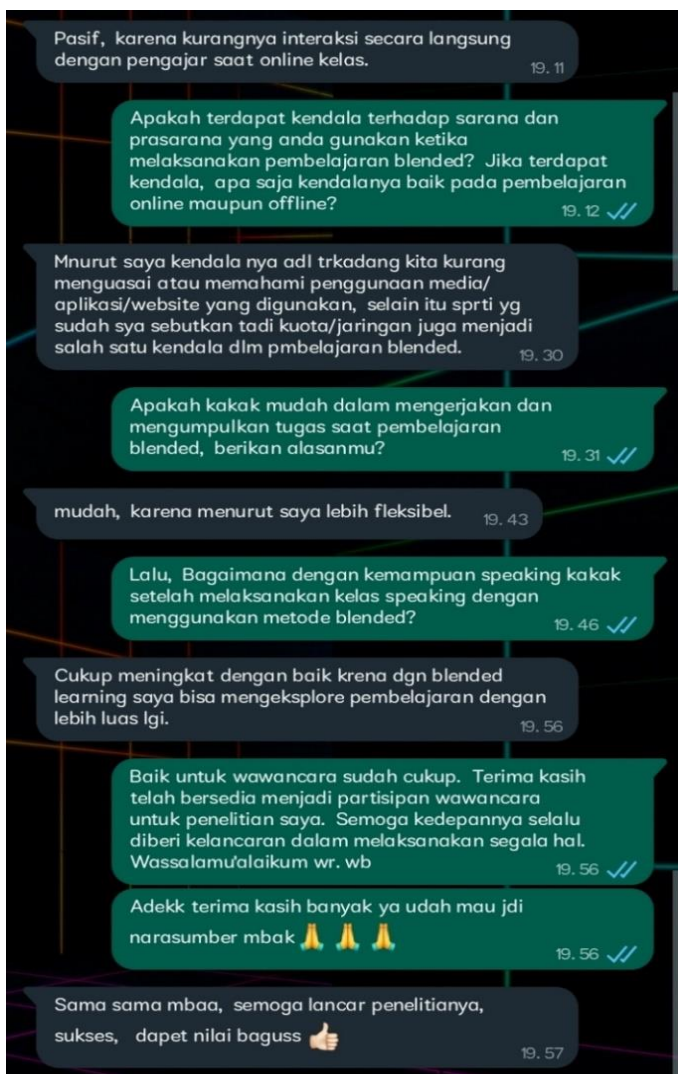 Pasif, karena kurangnya interaksi secara langsung
dengan pengajar saat online kelas.
19. 11
Apakah terdapat kendala terhadap sarana dan
prasarana yang anda gunakan ketika
melaksanakan pembelajaran blended? Jika terdapat
kendala, apa saja kendalanya baik pada pembelajaran
online maupun offline?
19. 12
Mnurut saya kendala nya adl trkadang kita kurang
menguasai atau memahami penggunaan media/
aplikasi/website yang digunakan, selain itu sprti yg
sudah sya sebutkan tadi kuota/jaringan juga menjadi
salah satu kendala dlm pmbelajaran blended.
19. 30
Apakah kakak mudah dalam mengerjakan dan
mengumpulkan tugas saat pembelajaran
blended, berikan alasanmu?
19. 31
mudah, karena menurut saya lebih fleksibel.
19. 43
Lalu, Bagaimana dengan kemampuan speaking kakak
setelah melaksanakan kelas speaking dengan
menggunakan metode blended?
19. 46
Cukup meningkat dengan baik krena dgn blended
learning saya bisa mengeksplore pembelajaran dengan
lebih luas lgi.
19. 56
Baik untuk wawancara sudah cukup. Terima kasih
telah bersedia menjadi partisipan wawancara
untuk penelitian saya. Semoga kedepannya selalu
diberi kelancaran dalam melaksanakan segala hal.
Wassalamu'alaikum wr. wb
19. 56
Adekk terima kasih banyak ya udah mau jdi
narasumber mbak 🙏 🙏 🙏
19. 56
Sama sama mbaa, semoga lancar penelitianya,
sukses, dapet nilai baguss 👍🏻
19. 57